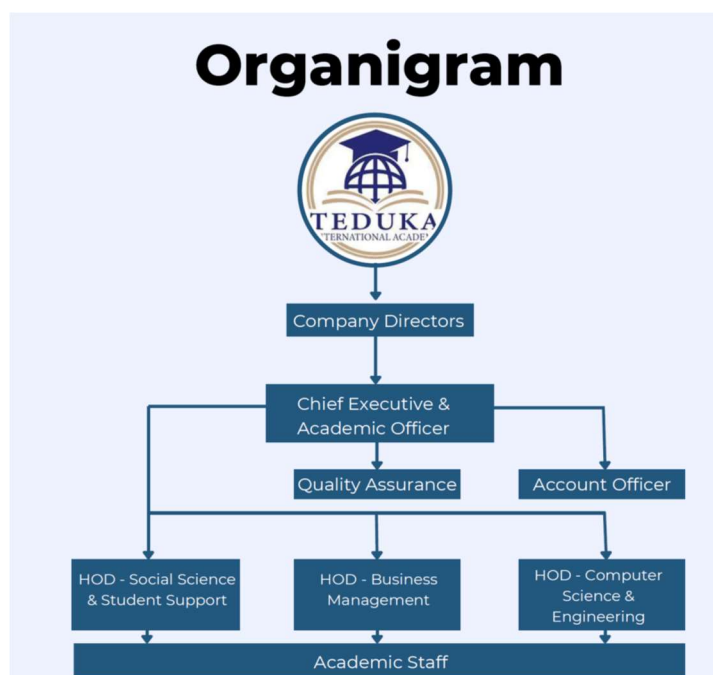 Organigram
TEDUKA
Company Directors
Chief Executive &
Academic Officer
Quality Assurance
Account Officer
HOD - Social Science
& Student Support
HOD - Business
Management
HOD - Computer
Science &
Engineering
Academic Staff